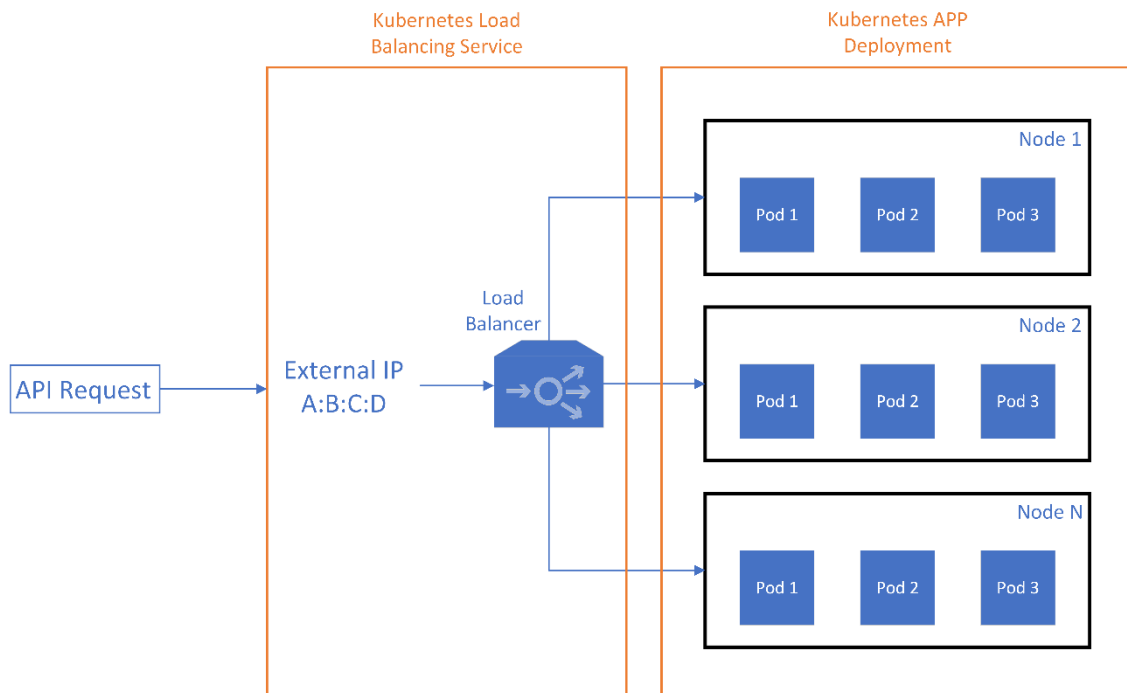 Kubernetes Load
Balancing Service
Kubernetes APP
Deployment
Node 1
Pod 1
Pod 2
Pod 3
Load
Balancer
Node 2
API Request
External IP
A:B:C:D
Pod 1
Pod 2
Pod 3
Node N
Pod 1
Pod 2
Pod 3